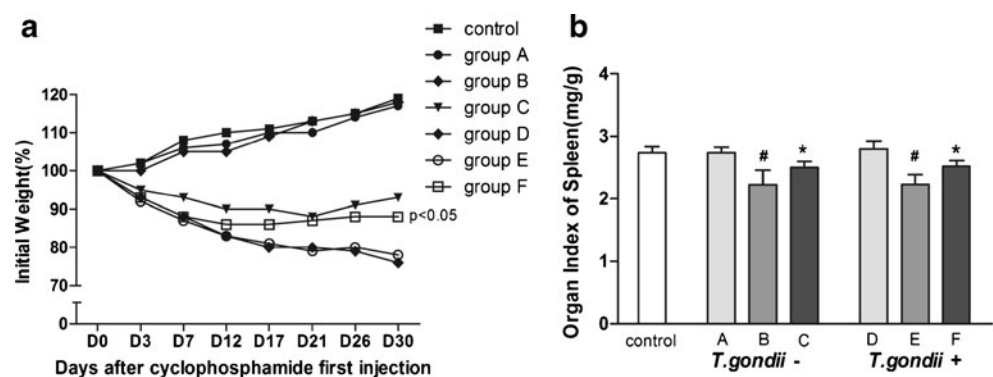 a
control
group A
group B
group C
group D
group E
group F
p<0.05
Initial Weight(%)
120
110
100
90
80
70
0
D0 D3 D7 D12 D17 D21 D26 D30
Days after cyclophosphamide first injection
b
Organ Index of Spleen(mg/g)
4
3
2
1
0
# * # *
control A B C D E F
T.gondii - T.gondii +